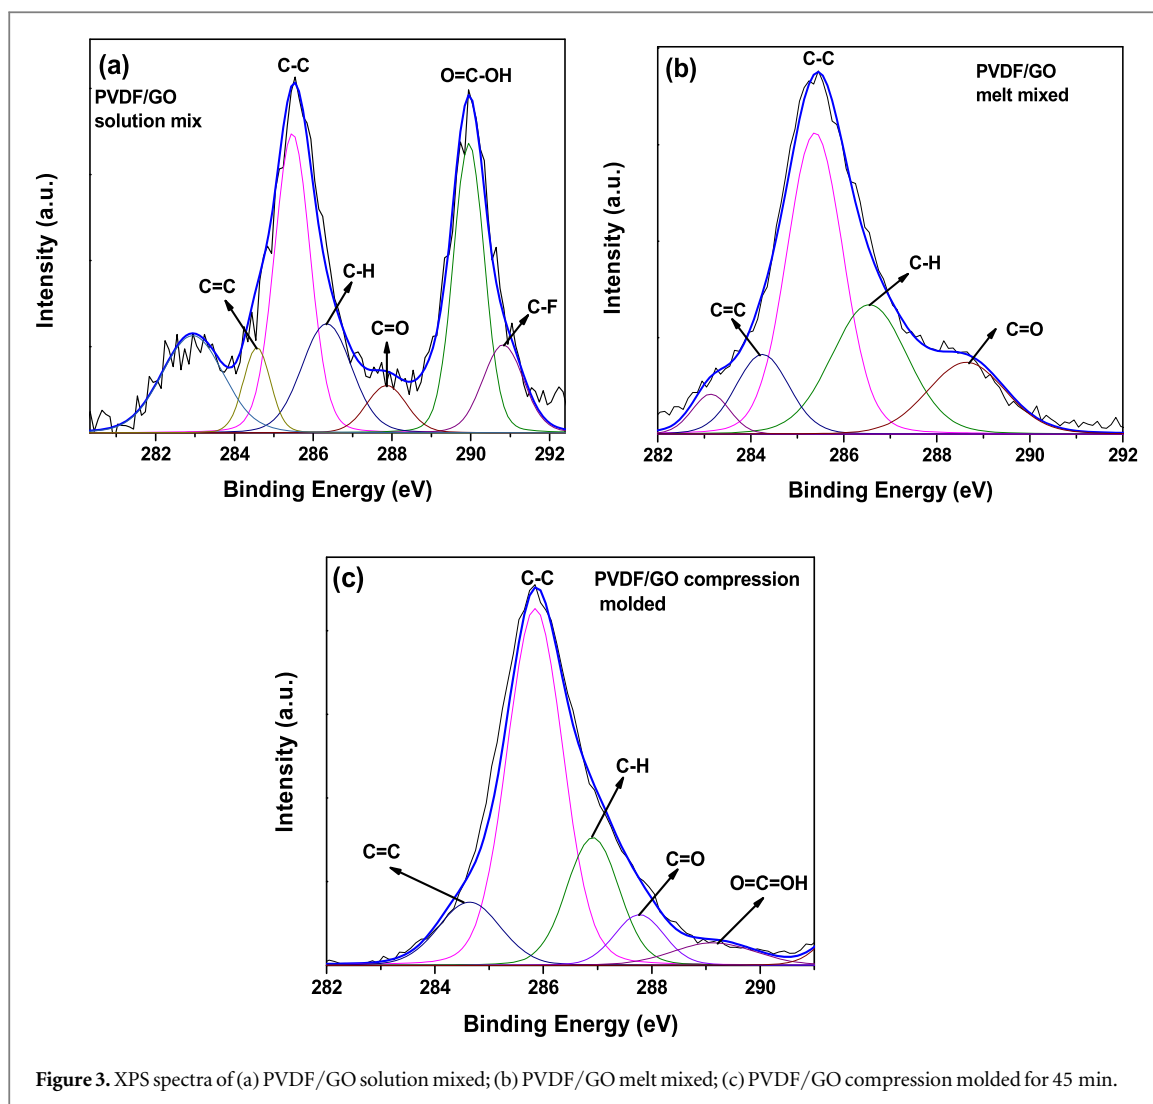 (a)
PVDF/GO
solution mix
C-C
O=C-OH
C=C
C-H
C=O
C-F
Intensity (a.u.)
282 284 286 288 290 292
Binding Energy (eV)
(b)
C-C
PVDF/GO
melt mixed
C-H
C=C
C=O
Intensity (a.u.)
282 284 286 288 290 292
Binding Energy (eV)
(c)
C-C
PVDF/GO compression
molded
C-H
C=C
C=O
O=C=OH
Intensity (a.u.)
282 284 286 288 290
Binding Energy (eV)
Figure 3. XPS spectra of (a) PVDF/GO solution mixed; (b) PVDF/GO melt mixed; (c) PVDF/GO compression molded for 45 min.